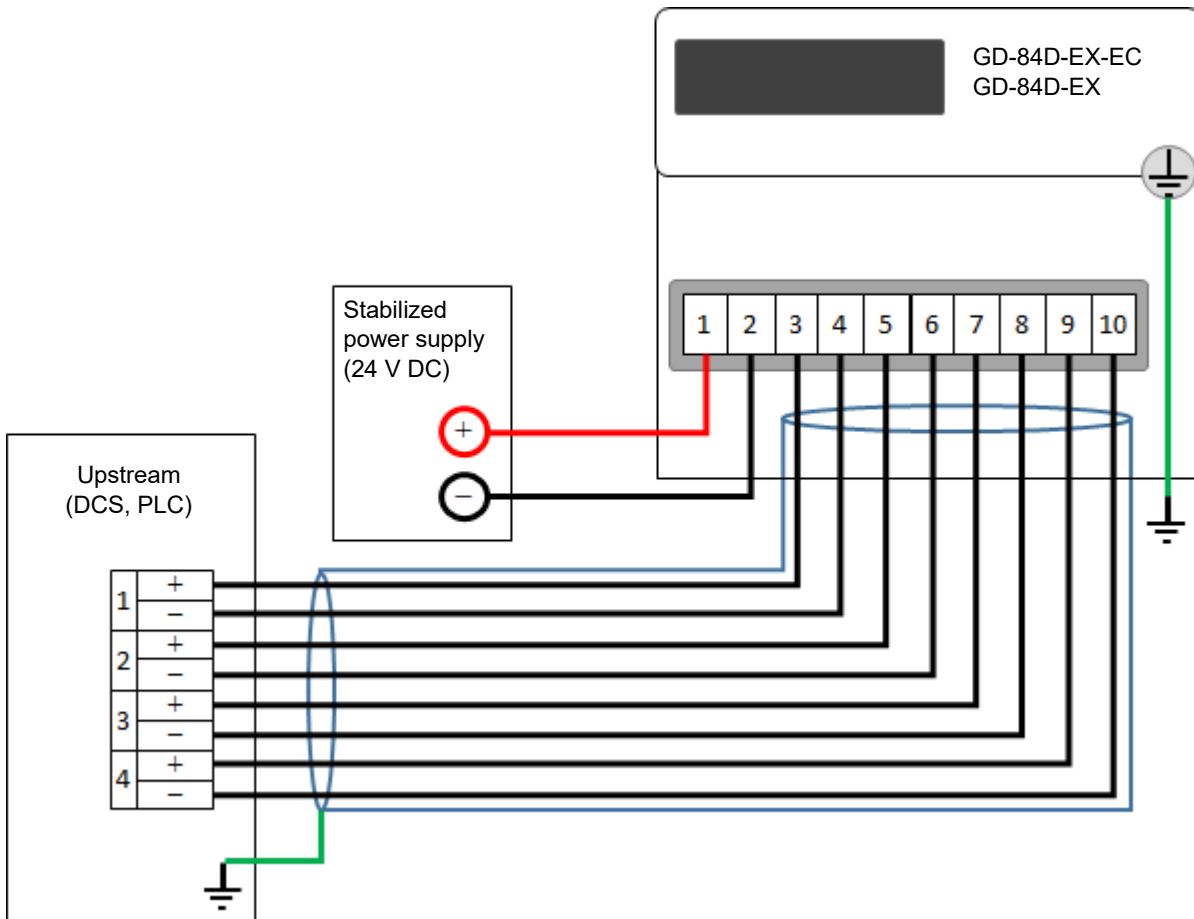 GD-84D-EX-EC
GD-84D-EX
Stabilized
power supply
(24 V DC)
+
−
1 2 3 4 5 6 7 8 9 10
Upstream
(DCS, PLC)
1 +
−
2 +
−
3 +
−
4 +
−